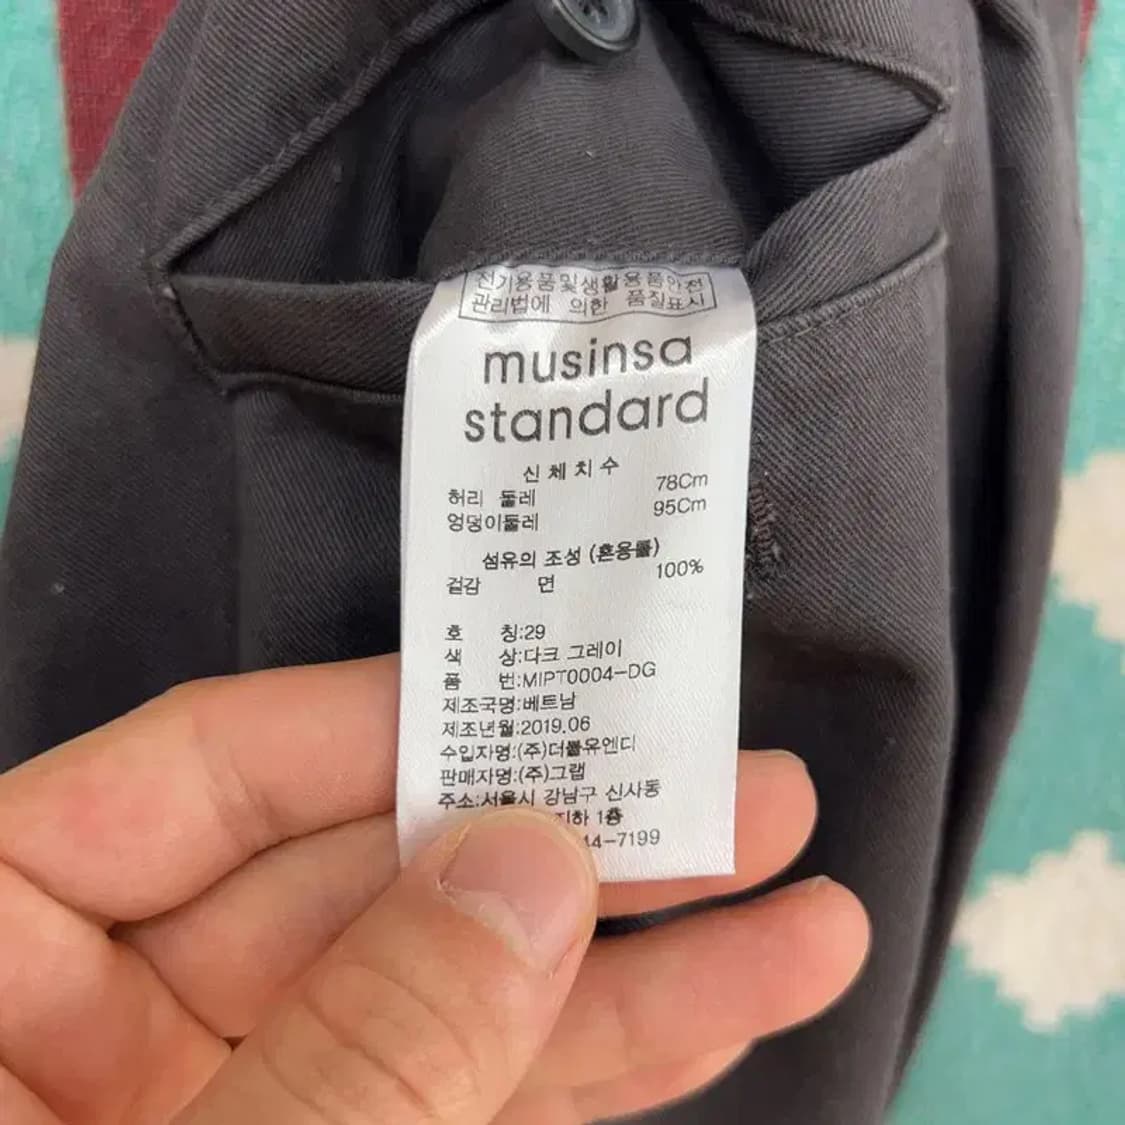 전기용품및생활용품안전
관리법에 의한 품질표시
musinsa
standard
신체치수
허리 둘레 78Cm
엉덩이둘레 95Cm
섬유의 조성 (혼용률)
겉감 면 100%
호 칭:29
색 상:다크 그레이
품 번:MIPT0004-DG
제조국명:베트남
제조년월:2019.06
수입자명:(주)더블유엔디
판매자명:(주)그랩
주소:서울시 강남구 신사동
지하 1층
44-7199